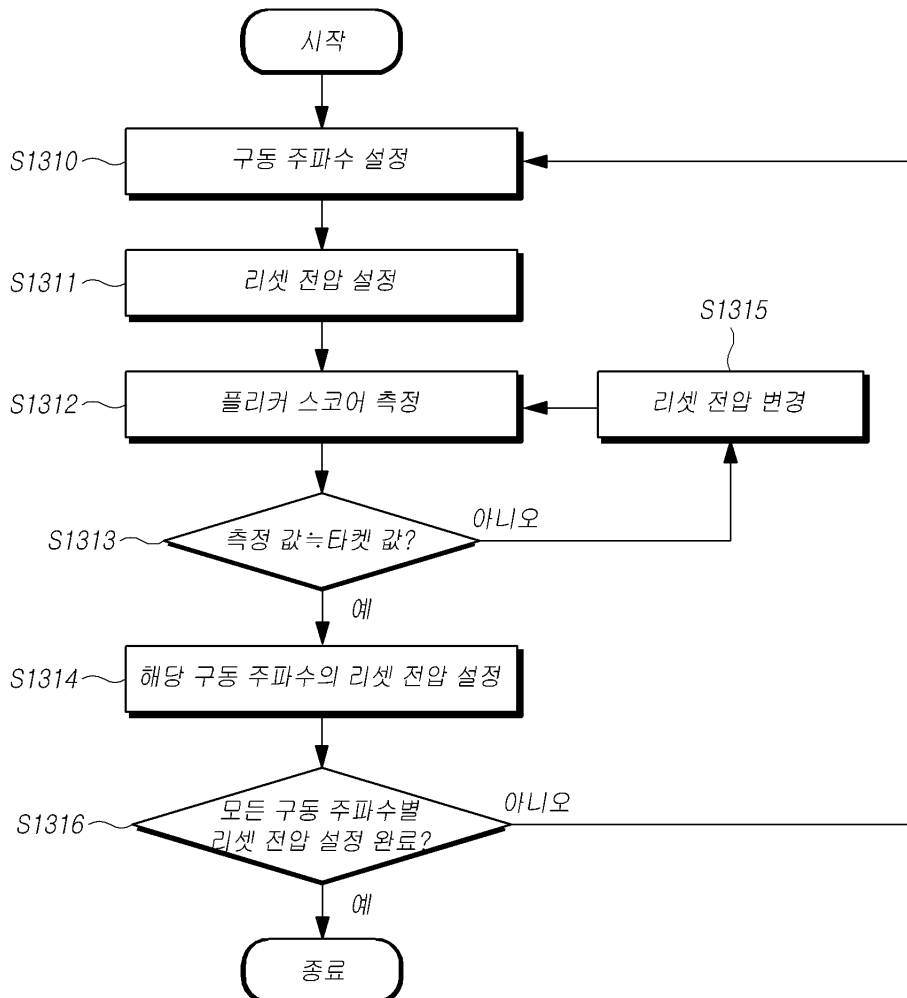 시작
S1310
구동 주파수 설정
S1311
리셋 전압 설정
S1315
S1312
플리커 스코어 측정
리셋 전압 변경
아니오
S1313
측정 값≒타켓 값?
예
S1314
해당 구동 주파수의 리셋 전압 설정
모든 구동 주파수별
아니오
S1316
리셋 전압 설정 완료?
예
종료